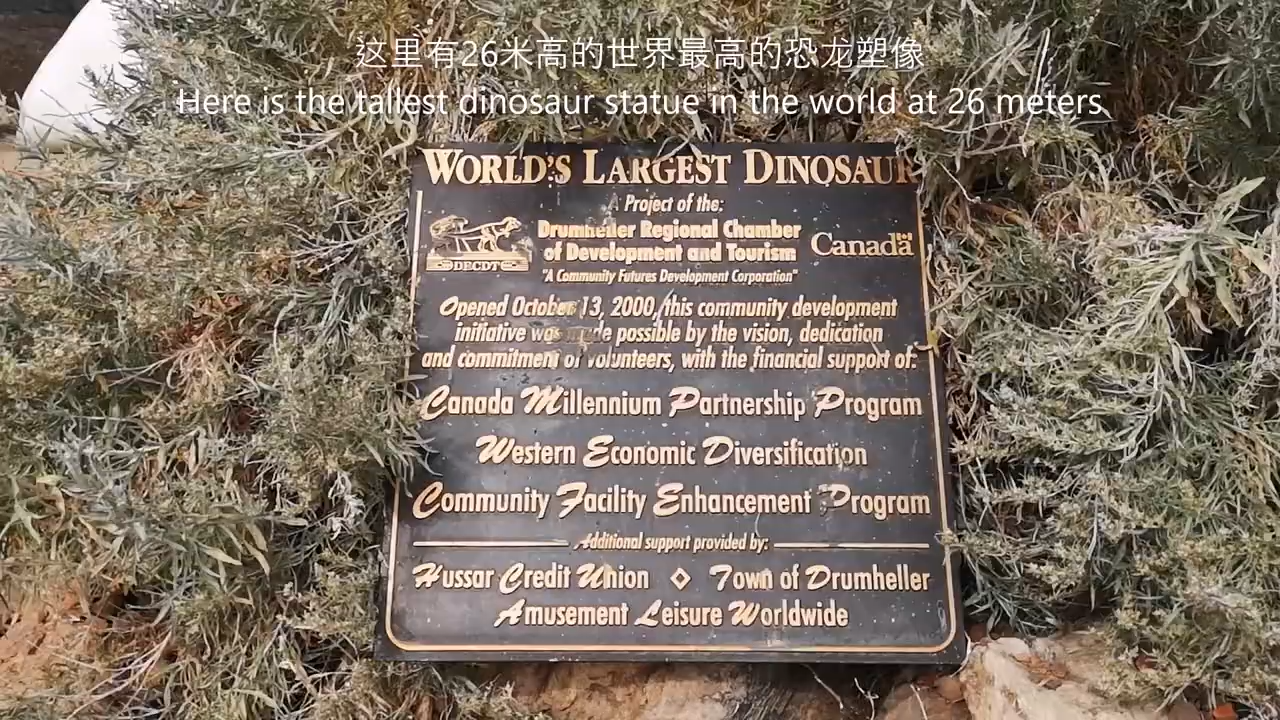 这里有26米高的世界最高的恐龙塑像
Here is the tallest dinosaur statue in the world at 26 meters
WORLD'S LARGEST DINOSAUR
A Project of the:
Drumheller Regional Chamber
of Development and Tourism
Canada
DRCDT
"A Community Futures Development Corporation"
Opened October 13, 2000, this community development
initiative was made possible by the vision, dedication
and commitment of volunteers, with the financial support of:
Canada Millennium Partnership Program
Western Economic Diversification
Community Facility Enhancement Program
Additional support provided by:
Hussar Credit Union ◇ Town of Drumheller
Amusement Leisure Worldwide